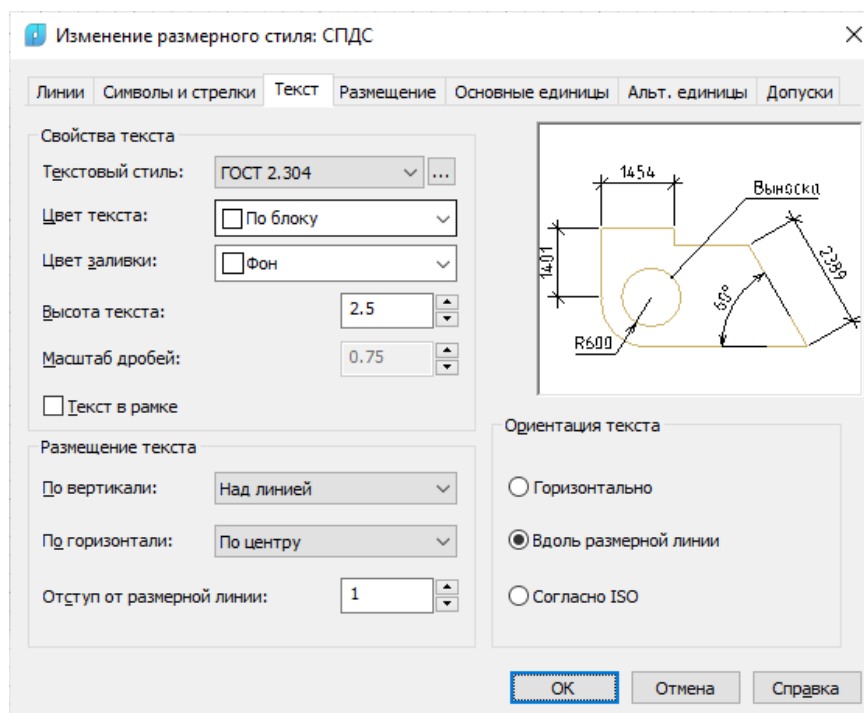 Изменение размерного стиля: СПДС
Линии Символы и стрелки Текст Размещение Основные единицы Альт. единицы Допуски
Свойства текста
Текстовый стиль: ГОСТ 2.304 ...
Цвет текста: По блоку
Цвет заливки: Фон
Высота текста: 2.5
Масштаб дробей: 0.75
Текст в рамке
1454
Выноска
1401
2389
60°
R600
Размещение текста
По вертикали: Над линией
По горизонтали: По центру
Отступ от размерной линии: 1
Ориентация текста
Горизонтально
Вдоль размерной линии
Согласно ISO
ОК Отмена Справка